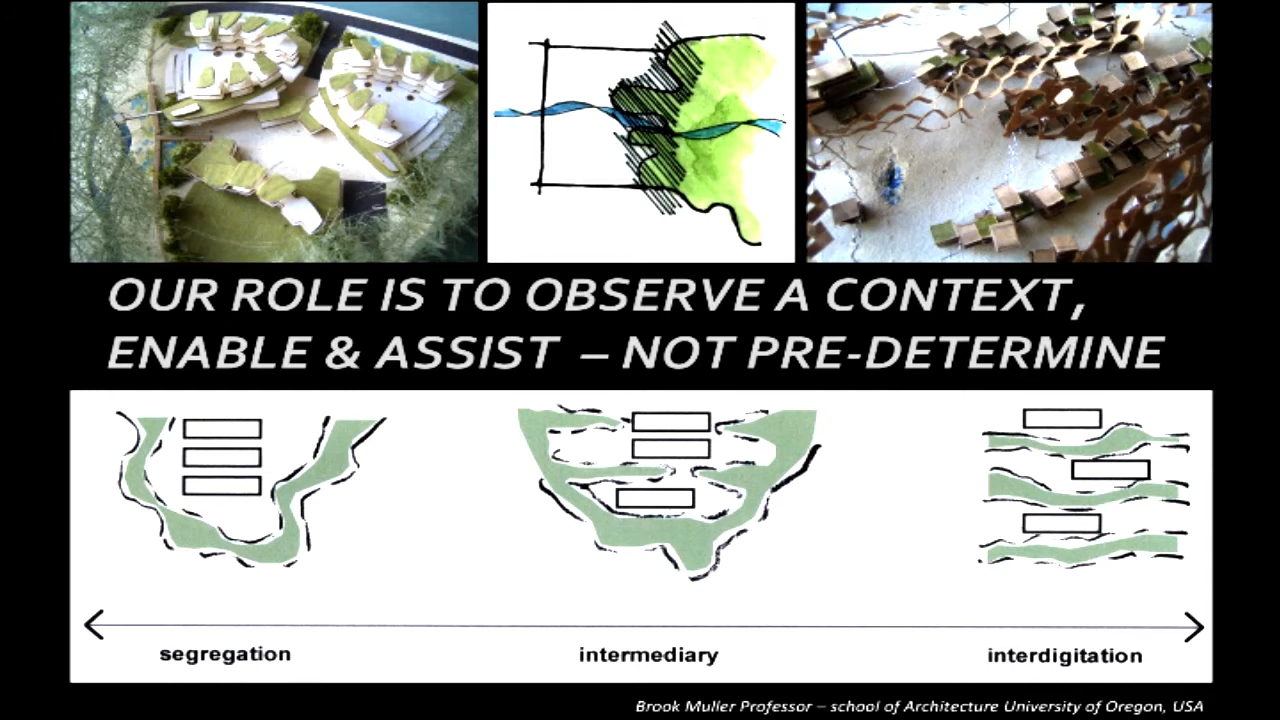 OUR ROLE IS TO OBSERVE A CONTEXT,
ENABLE & ASSIST – NOT PRE-DETERMINE
segregation
intermediary
interdigitation
Brook Muller Professor – school of Architecture University of Oregon, USA